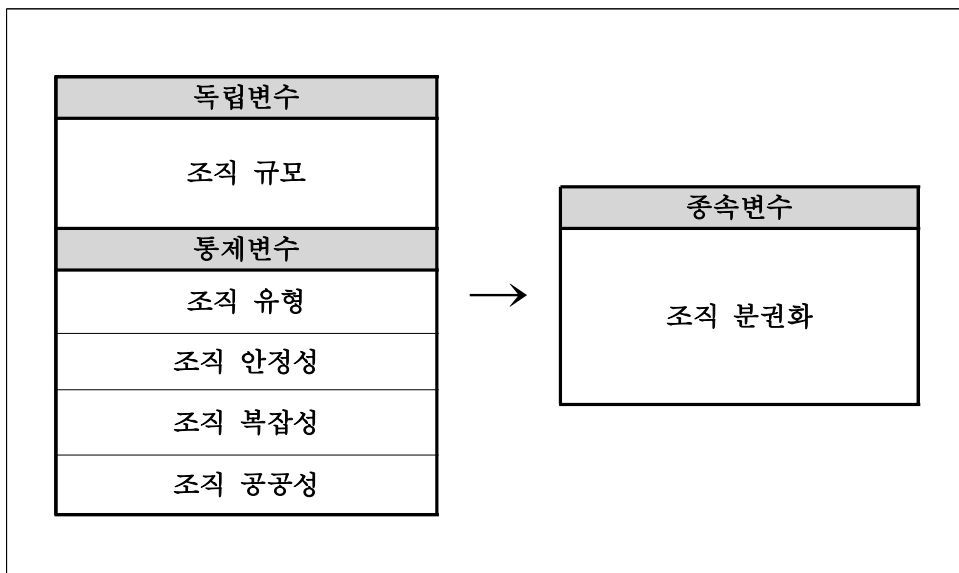 독립변수
조직 규모
통제변수
조직 유형
조직 안정성
조직 복잡성
조직 공공성
→
종속변수
조직 분권화